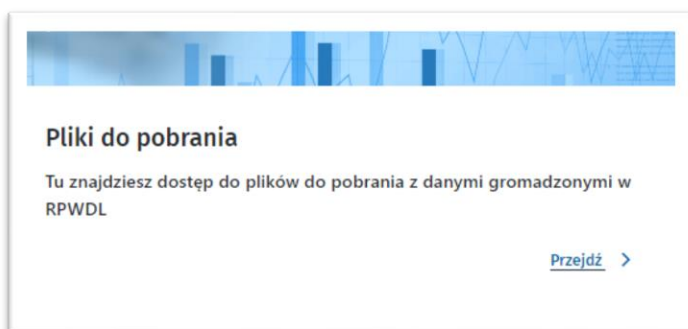 Pliki do pobrania
Tu znajdziesz dostęp do plików do pobrania z danymi gromadzonymi w
RPWDL
Przejdź